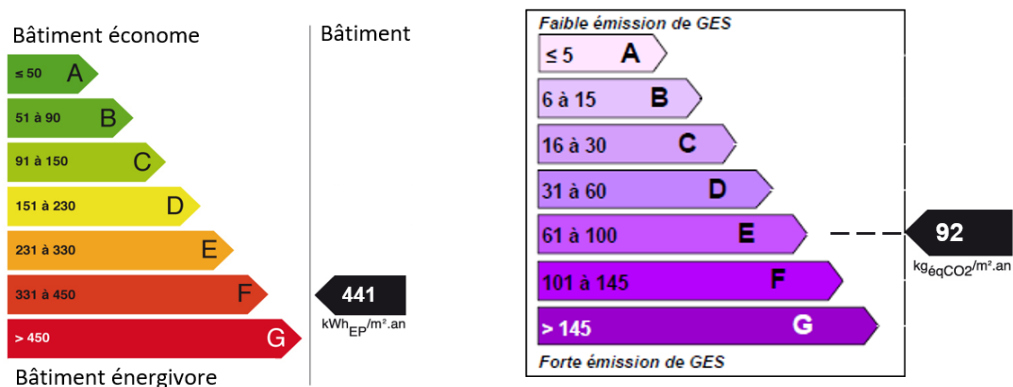 Bâtiment économe
Bâtiment
≤ 50 A
51 à 90 B
91 à 150 C
151 à 230 D
231 à 330 E
331 à 450 F
441
kWhEP/m².an
> 450 G
Bâtiment énergivore
Faible émission de GES
≤ 5 A
6 à 15 B
16 à 30 C
31 à 60 D
61 à 100 E
92
kgéqCO2/m².an
101 à 145 F
> 145 G
Forte émission de GES